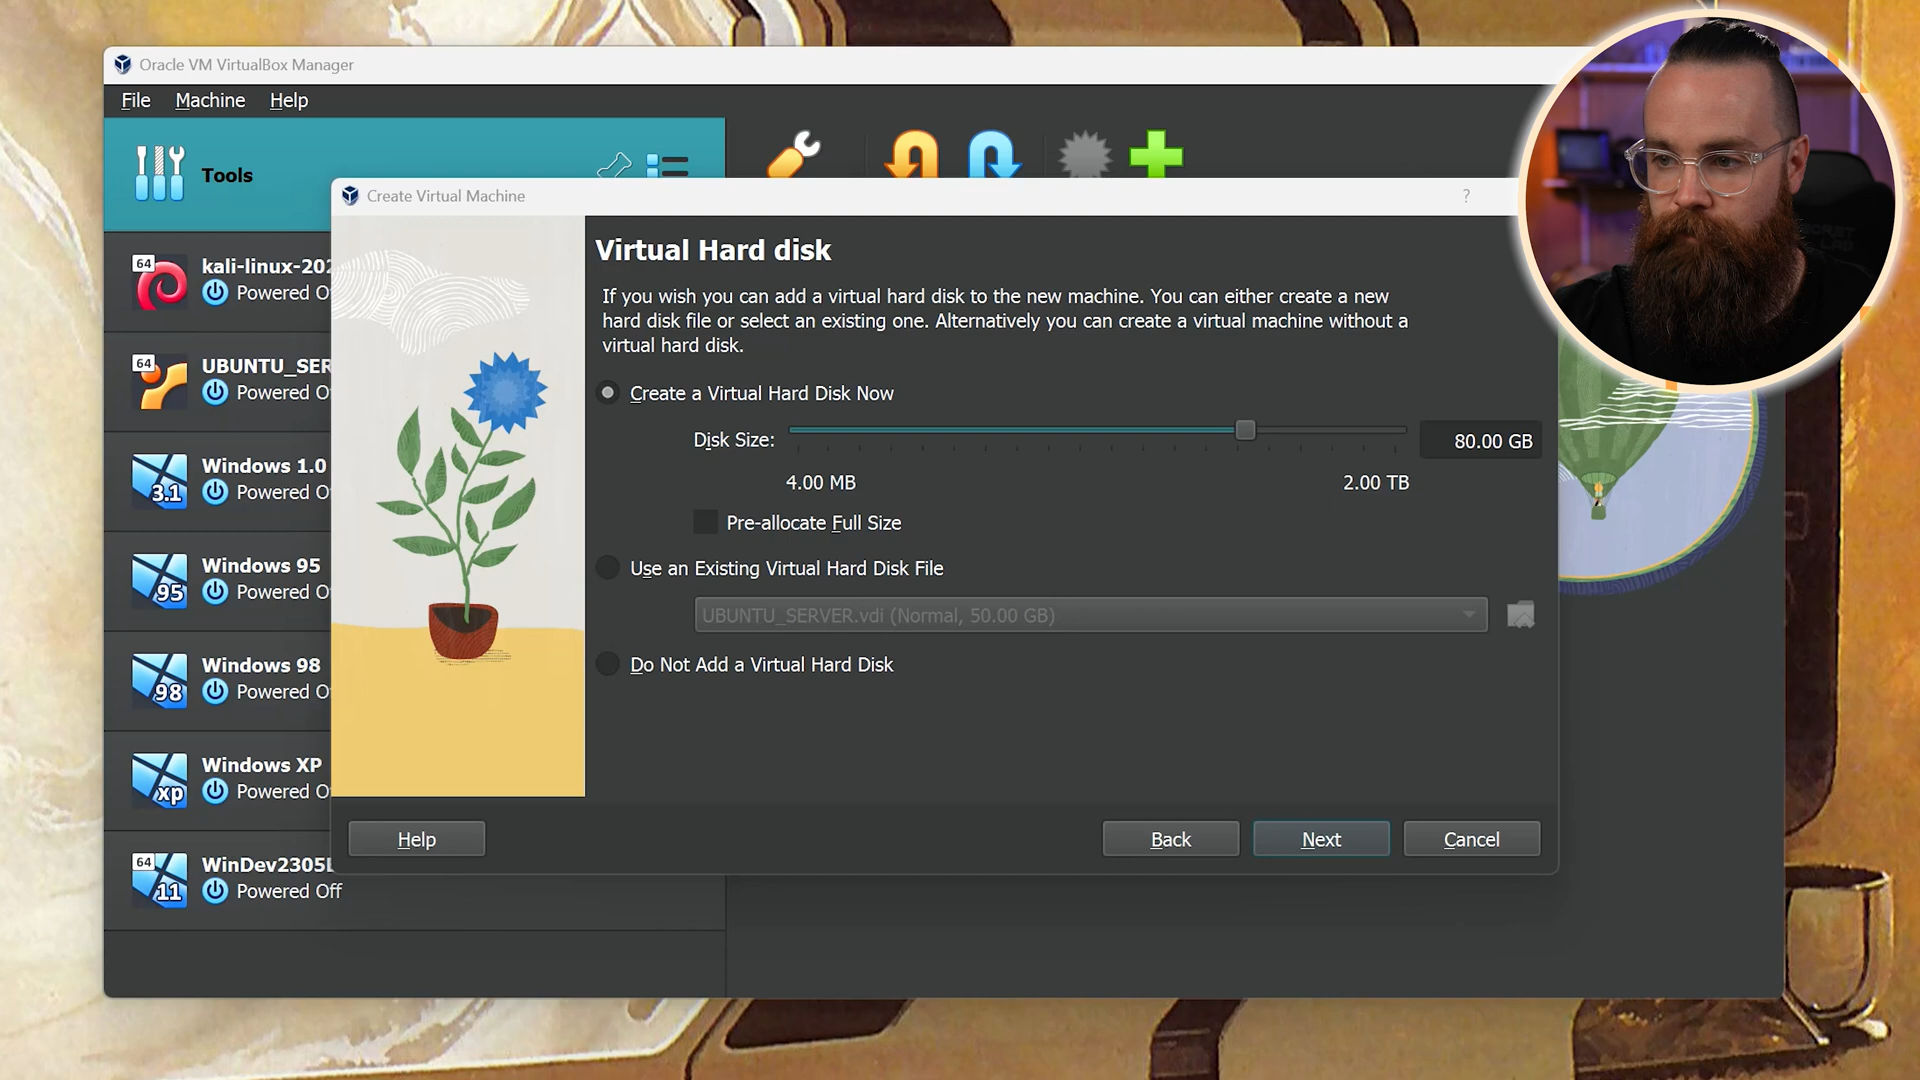 Oracle VM VirtualBox Manager
File Machine Help
Tools
Create Virtual Machine ?
64
kali-linux-202
Powered O
64
UBUNTU_SER
Powered O
3.1
Windows 1.0
Powered O
95
Windows 95
Powered O
98
Windows 98
Powered O
xp
Windows XP
Powered O
64
11
WinDev2305
Powered Off
Virtual Hard disk
If you wish you can add a virtual hard disk to the new machine. You can either create a new
hard disk file or select an existing one. Alternatively you can create a virtual machine without a
virtual hard disk.
Create a Virtual Hard Disk Now
Disk Size: 80.00 GB
4.00 MB 2.00 TB
Pre-allocate Full Size
Use an Existing Virtual Hard Disk File
UBUNTU_SERVER.vdi (Normal, 50.00 GB)
Do Not Add a Virtual Hard Disk
Help Back Next Cancel